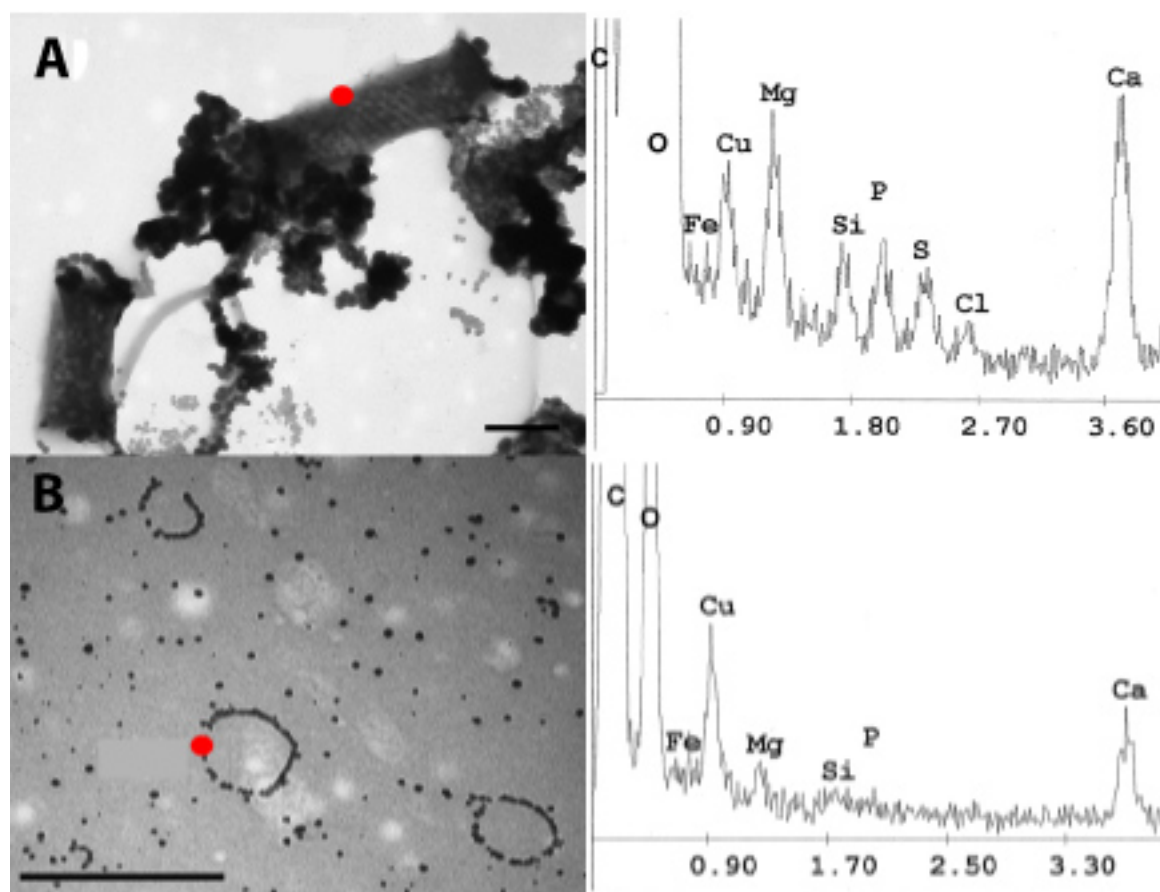 A
C
O
Fe
Cu
Mg
Si
P
S
Cl
Ca
0.90 1.80 2.70 3.60
B
C
O
Fe
Cu
Mg
Si
P
Ca
0.90 1.70 2.50 3.30